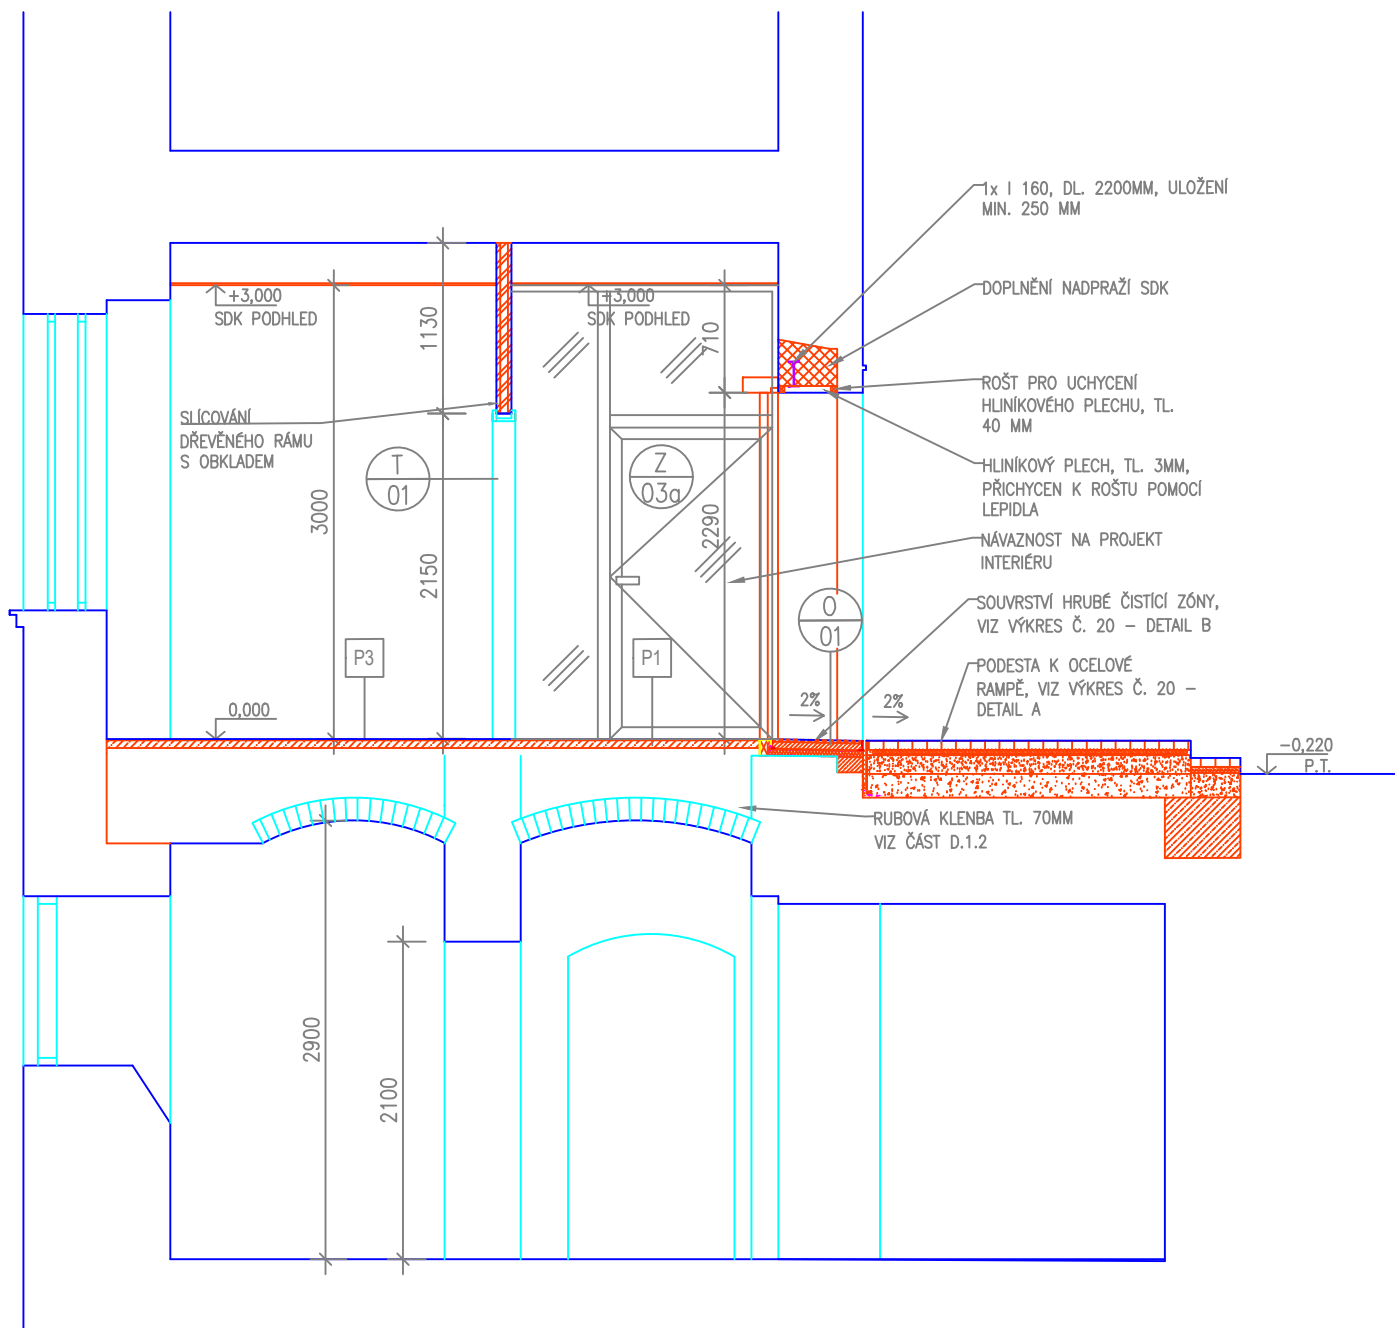 1x I 160, DL. 2200MM, ULOŽENÍ
MIN. 250 MM
DOPLNĚNÍ NADPRAŽÍ SDK
+3,000
SDK PODHLED
+3,000
SDK PODHLED
1130
710
ROŠT PRO UCHYCENÍ
HLINÍKOVÉHO PLECHU, TL.
40 MM
SLÍCOVÁNÍ
DŘEVĚNÉHO RÁMU
S OBKLADEM
T
01
Z
03a
HLINÍKOVÝ PLECH, TL. 3MM,
PŘICHYCEN K ROŠTU POMOCÍ
LEPIDLA
3000
2290
2150
NÁVAZNOST NA PROJEKT
INTERIÉRU
O
01
SOUVRSTVÍ HRUBÉ ČISTÍCÍ ZÓNY,
VIZ VÝKRES Č. 20 – DETAIL B
P3
P1
PODESTA K OCELOVÉ
RAMPĚ, VIZ VÝKRES Č. 20 –
DETAIL A
0,000
2%
2%
–0,220
P.T.
RUBOVÁ KLENBA TL. 70MM
VIZ ČÁST D.1.2
2900
2100